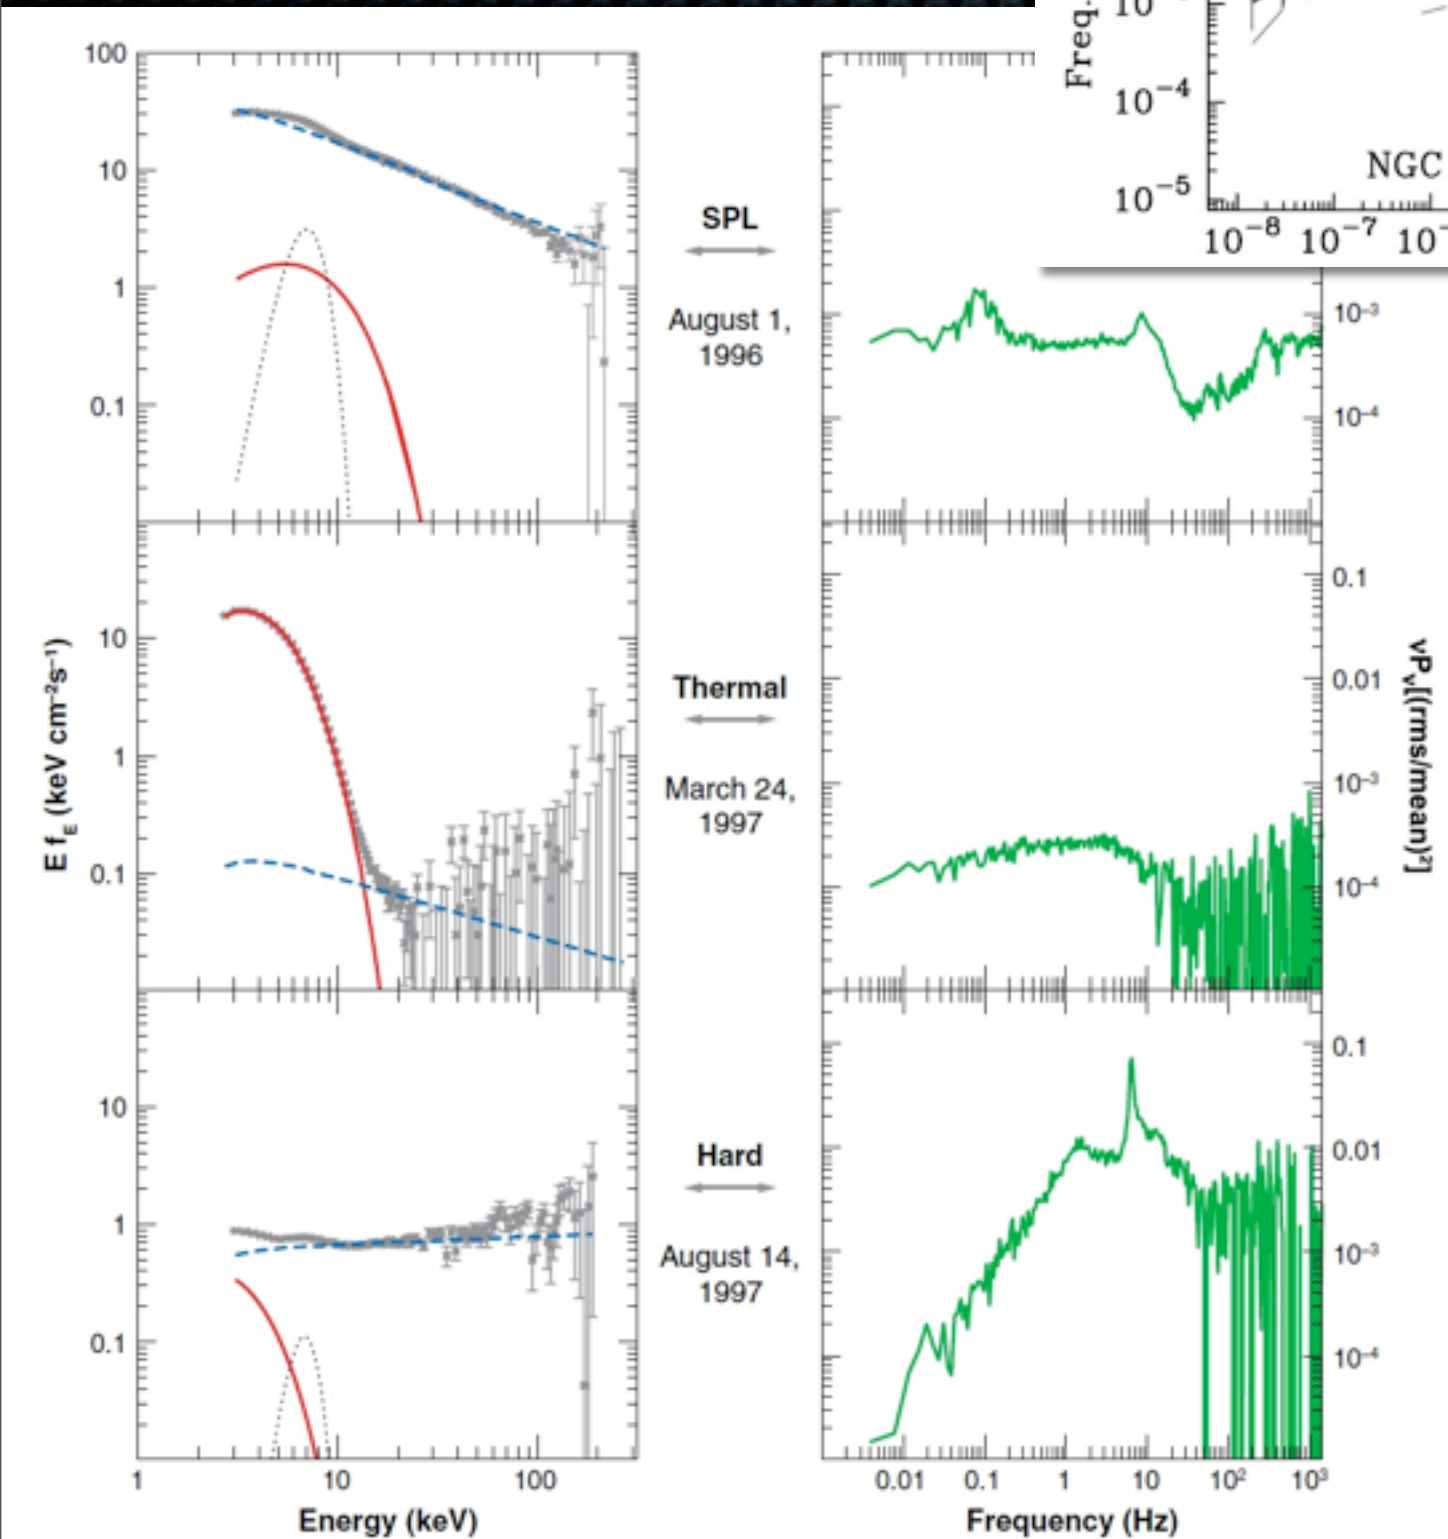 Freq.
10⁻⁴
10⁻⁵
NGC
10⁻⁸ 10⁻⁷
100
10
1
0.1
SPL
August 1,
1996
10⁻³
10⁻⁴
E f_E (keV cm⁻²s⁻¹)
10
1
0.1
Thermal
March 24,
1997
0.1
0.01
10⁻³
10⁻⁴
νP_ν[(rms/mean)²]
10
1
0.1
Hard
August 14,
1997
0.1
0.01
10⁻³
10⁻⁴
1 10 100
Energy (keV)
0.01 0.1 1 10 10² 10³
Frequency (Hz)